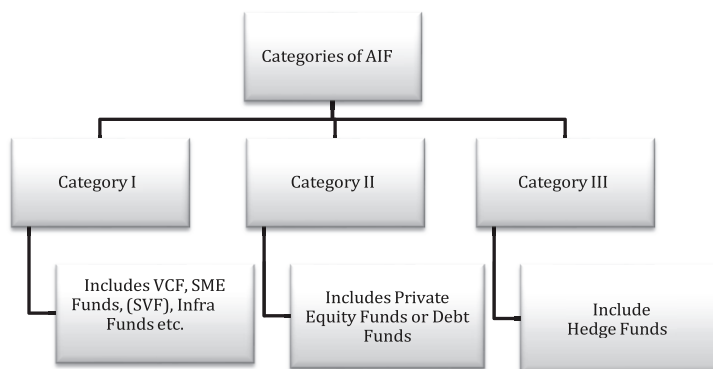 Categories of AIF
Category I
Category II
Category III
Includes VCF, SME
Funds, (SVF), Infra
Funds etc.
Includes Private
Equity Funds or Debt
Funds
Include
Hedge Funds